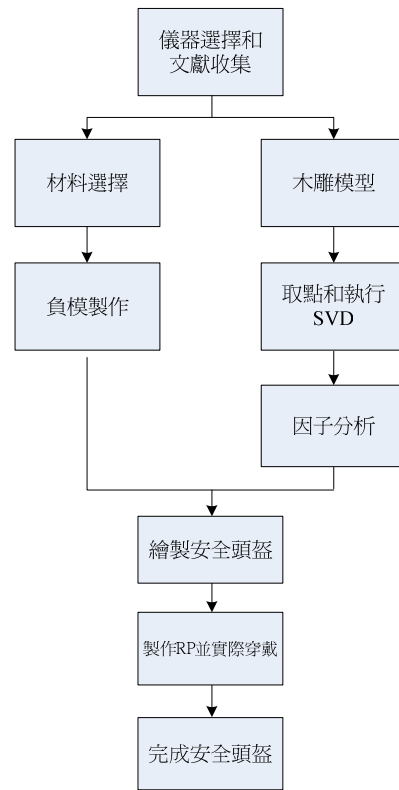 儀器選擇和
文獻收集
材料選擇
木雕模型
負模製作
取點和執行
SVD
因子分析
繪製安全頭盔
製作RP並實際穿戴
完成安全頭盔